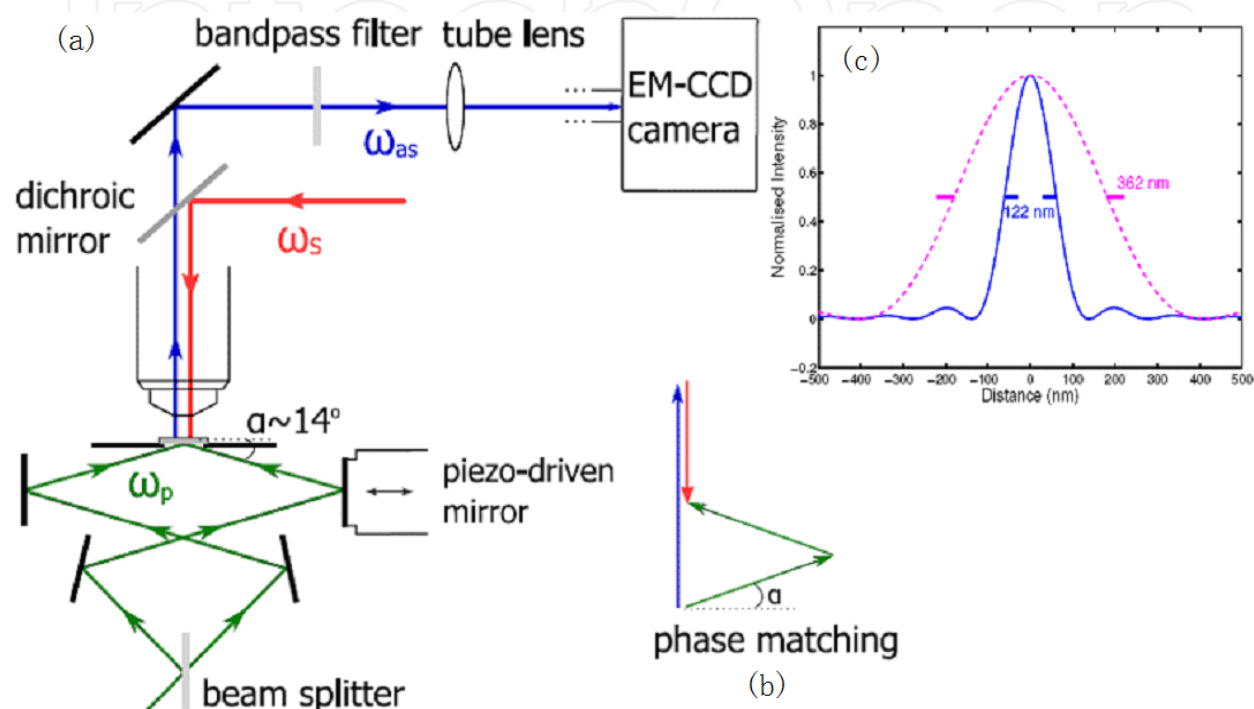 (a)
bandpass filter
tube lens
EM-CCD
camera
ωas
dichroic
mirror
ωs
α~14°
ωp
piezo-driven
mirror
beam splitter
α
phase matching
(b)
(c)
Normalised Intensity
1
0.8
0.6
0.4
0.2
0
-0.2
362 nm
122 nm
-500 -400 -300 -200 -100 0 100 200 300 400 500
Distance (nm)